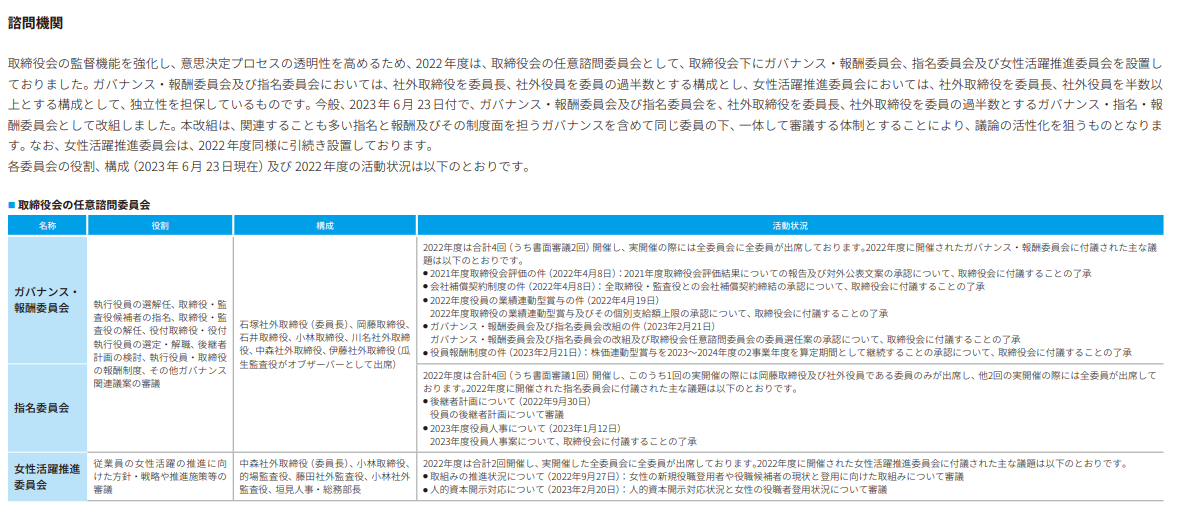 諮問機関
取締役会の監督機能を強化し、意思決定プロセスの透明性を高めるため、2022年度は、取締役会の任意諮問委員会として、取締役会下にガバナンス・報酬委員会、指名委員会及び女性活躍推進委員会を設置し
ておりました。ガバナンス・報酬委員会及び指名委員会においては、社外取締役を委員長、社外役員を委員の過半数とする構成とし、女性活躍推進委員会においては、社外取締役を委員長、社外役員を半数以
上とする構成として、独立性を担保しているものです。今般、2023年6月23日付で、ガバナンス・報酬委員会及び指名委員会を、社外取締役を委員長、社外取締役を委員の過半数とするガバナンス・指名・報
酬委員会として改組しました。本改組は、関連することも多い指名と報酬及びその制度面を担うガバナンスを含めて同じ委員の下、一体して審議する体制とすることにより、議論の活性化を狙うものとなりま
す。なお、女性活躍推進委員会は、2022年度同様に引続き設置しております。
各委員会の役割、構成（2023年6月23日現在）及び2022年度の活動状況は以下のとおりです。
■ 取締役会の任意諮問委員会
名称 役割 構成 活動状況
ガバナンス・
報酬委員会
執行役員の選解任、取締役・監
査役候補者の指名、取締役・監
査役の解任、役付取締役・役付
執行役員の選定・解職、後継者
計画の検討、執行役員・取締役
の報酬制度、その他ガバナンス
関連議案の審議
石塚社外取締役（委員長）、岡藤取締役、
石井取締役、小林取締役、川名社外取締
役、中森社外取締役、伊藤社外取締役（瓜
生監査役がオブザーバーとして出席）
2022年度は合計4回（うち書面審議2回）開催し、実開催の際には全委員会に全委員が出席しております。2022年度に開催されたガバナンス・報酬委員会に付議された主な議
題は以下のとおりです。
●2021年度取締役会評価の件（2022年4月8日）：2021年度取締役会評価結果についての報告及び対外公表文案の承認について、取締役会に付議することの了承
●会社補償契約制度の件（2022年4月8日）：全取締役・監査役との会社補償契約締結の承認について、取締役会に付議することの了承
●2022年度役員の業績連動型賞与の件（2022年4月19日）
2022年度取締役の業績連動型賞与及びその個別支給額上限の承認について、取締役会に付議することの了承
●ガバナンス・報酬委員会及び指名委員会改組の件（2023年2月21日）
ガバナンス・報酬委員会及び指名委員会の改組及び取締役会任意諮問委員会の委員選任案の承認について、取締役会に付議することの了承
●役員報酬制度の件（2023年2月21日）：株価連動型賞与を2023～2024年度の2事業年度を算定期間として継続することの承認について、取締役会に付議することの了承
指名委員会
2022年度は合計4回（うち書面審議1回）開催し、このうち1回の実開催の際には岡藤取締役及び社外役員である委員のみが出席し、他2回の実開催の際には全委員が出席して
おります。2022年度に開催された指名委員会に付議された主な議題は以下のとおりです。
●後継者計画について（2022年9月30日）
役員の後継者計画について審議
●2023年度役員人事について（2023年1月12日）
2023年度役員人事案について、取締役会に付議することの了承
女性活躍推進
委員会
従業員の女性活躍の推進に向
けた方針・戦略や推進施策等の
審議
中森社外取締役（委員長）、小林取締役、
的場監査役、藤田社外監査役、小林社外
監査役、垣見人事・総務部長
2022年度は合計2回開催し、実開催した全委員会に全委員が出席しております。2022年度に開催された女性活躍推進委員会に付議された主な議題は以下のとおりです。
●取組みの推進状況について（2022年9月27日）：女性の新規役職登用者や役職候補者の現状と登用に向けた取組みについて審議
●人的資本開示対応について（2023年2月20日）：人的資本開示対応状況と女性の役職者登用状況について審議